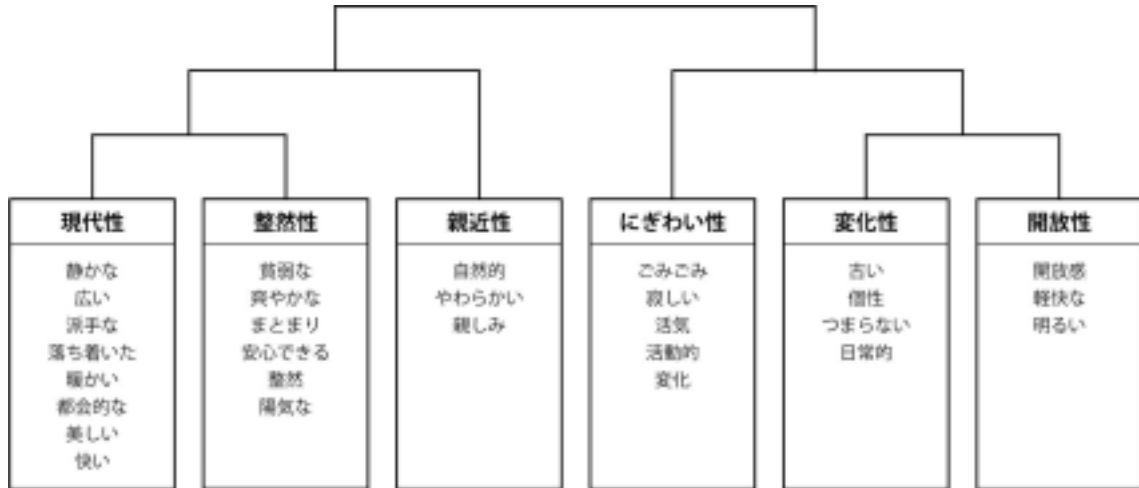 現代性
静かな
広い
派手な
落ち着いた
暖かい
都会的な
美しい
快い
整然性
貧弱な
爽やかな
まとまり
安心できる
整然
陽気な
親近性
自然的
やわらかい
親しみ
にぎわい性
ごみごみ
寂しい
活気
活動的
変化
変化性
古い
個性
つまらない
日常的
開放性
開放感
軽快な
明るい